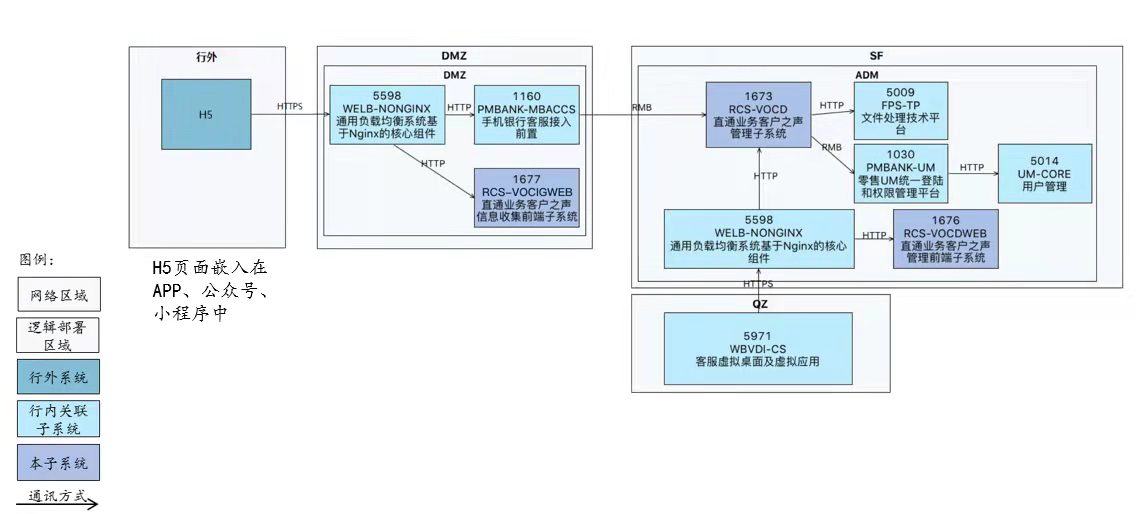 行外
H5
HTTPS
DMZ
DMZ
5598
WELB-NONGINX
通用负载均衡系统基
于Nginx的核心组件
HTTP
1160
PMBANK-MBACCS
手机银行客服接入
前置
HTTP
1677
RCS-VOCIGWEB
直通业务客户之声
信息收集前端子系统
RMB
SF
ADM
1673
RCS-VOCD
直通业务客户之声
管理子系统
HTTP
5009
FPS-TP
文件处理技术平
台
RMB
1030
PMBANK-UM
零售UM统一登陆
和权限管理平台
HTTP
5014
UM-CORE
用户管理
HTTP
5598
WELB-NONGINX
通用负载均衡系统基于Nginx的核心
组件
HTTP
1676
RCS-VOCDWEB
直通业务客户之声
管理前端子系统
HTTPS
QZ
5971
WBVDI-CS
客服虚拟桌面及虚拟应用
H5页面嵌入在
APP、公众号、
小程序中
图例:
网络区域
逻辑部署
区域
行外系统
行内关联
子系统
本子系统
通讯方式